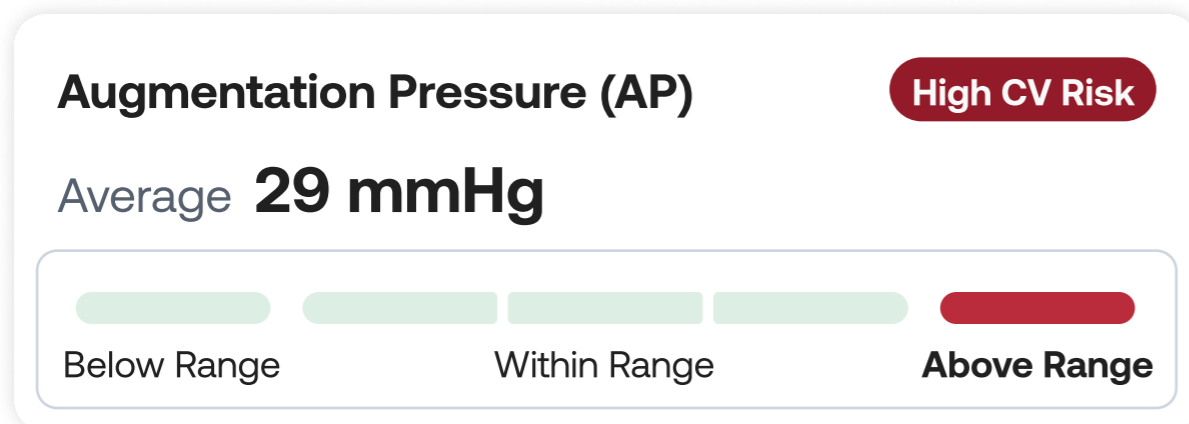 Augmentation Pressure (AP)
High CV Risk
Average 29 mmHg
Below Range
Within Range
Above Range